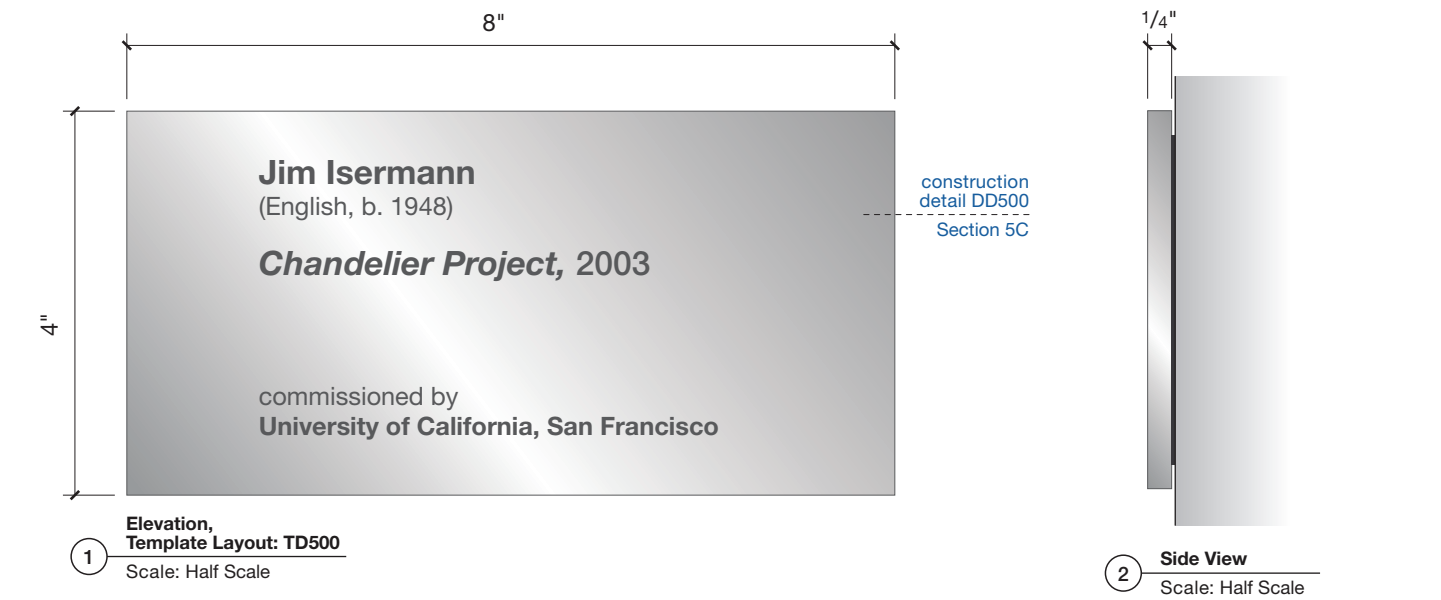 8"
1/4"
Jim Isermann
(English, b. 1948)
construction
detail DD500
Section 5C
Chandelier Project, 2003
4"
commissioned by
University of California, San Francisco
Elevation,
Template Layout: TD500
1
Scale: Half Scale
Side View
2
Scale: Half Scale